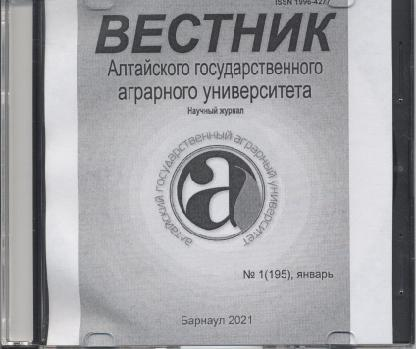 ISSN 1996-4277
ВЕСТНИК
Алтайского государственного
аграрного университета
Научный журнал
алтайский государственный аграрный университет
а
№ 1(195), январь
Барнаул 2021